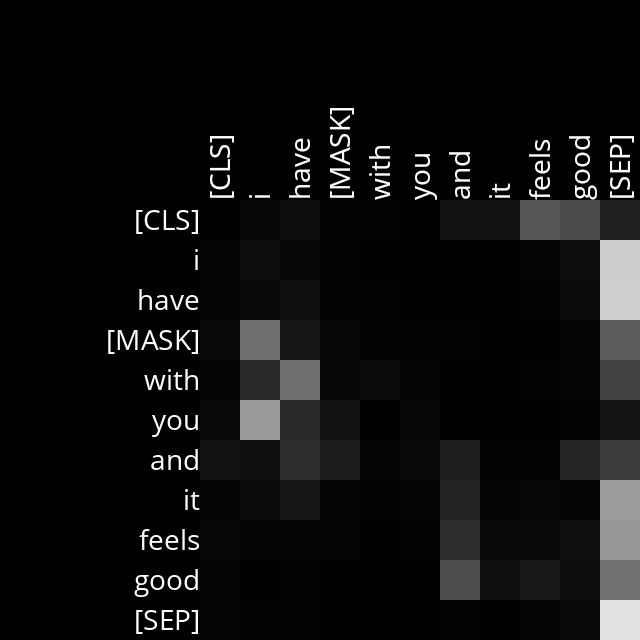 [CLS] i have [MASK] with you and it feels good [SEP]
[CLS]
i
have
[MASK]
with
you
and
it
feels
good
[SEP]